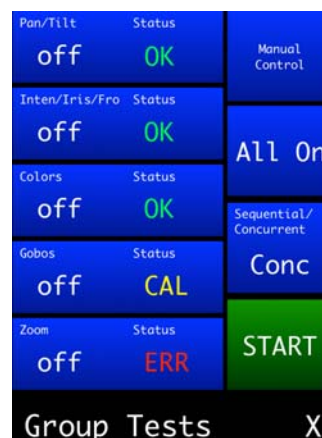 Pan/Tilt Status
off OK
Manual
Control
Inten/Iris/Fro Status
off OK
All On
Colors Status
off OK
Sequential/
Concurrent
Conc
Gobos Status
off CAL
Zoom Status
off ERR
START
Group Tests X